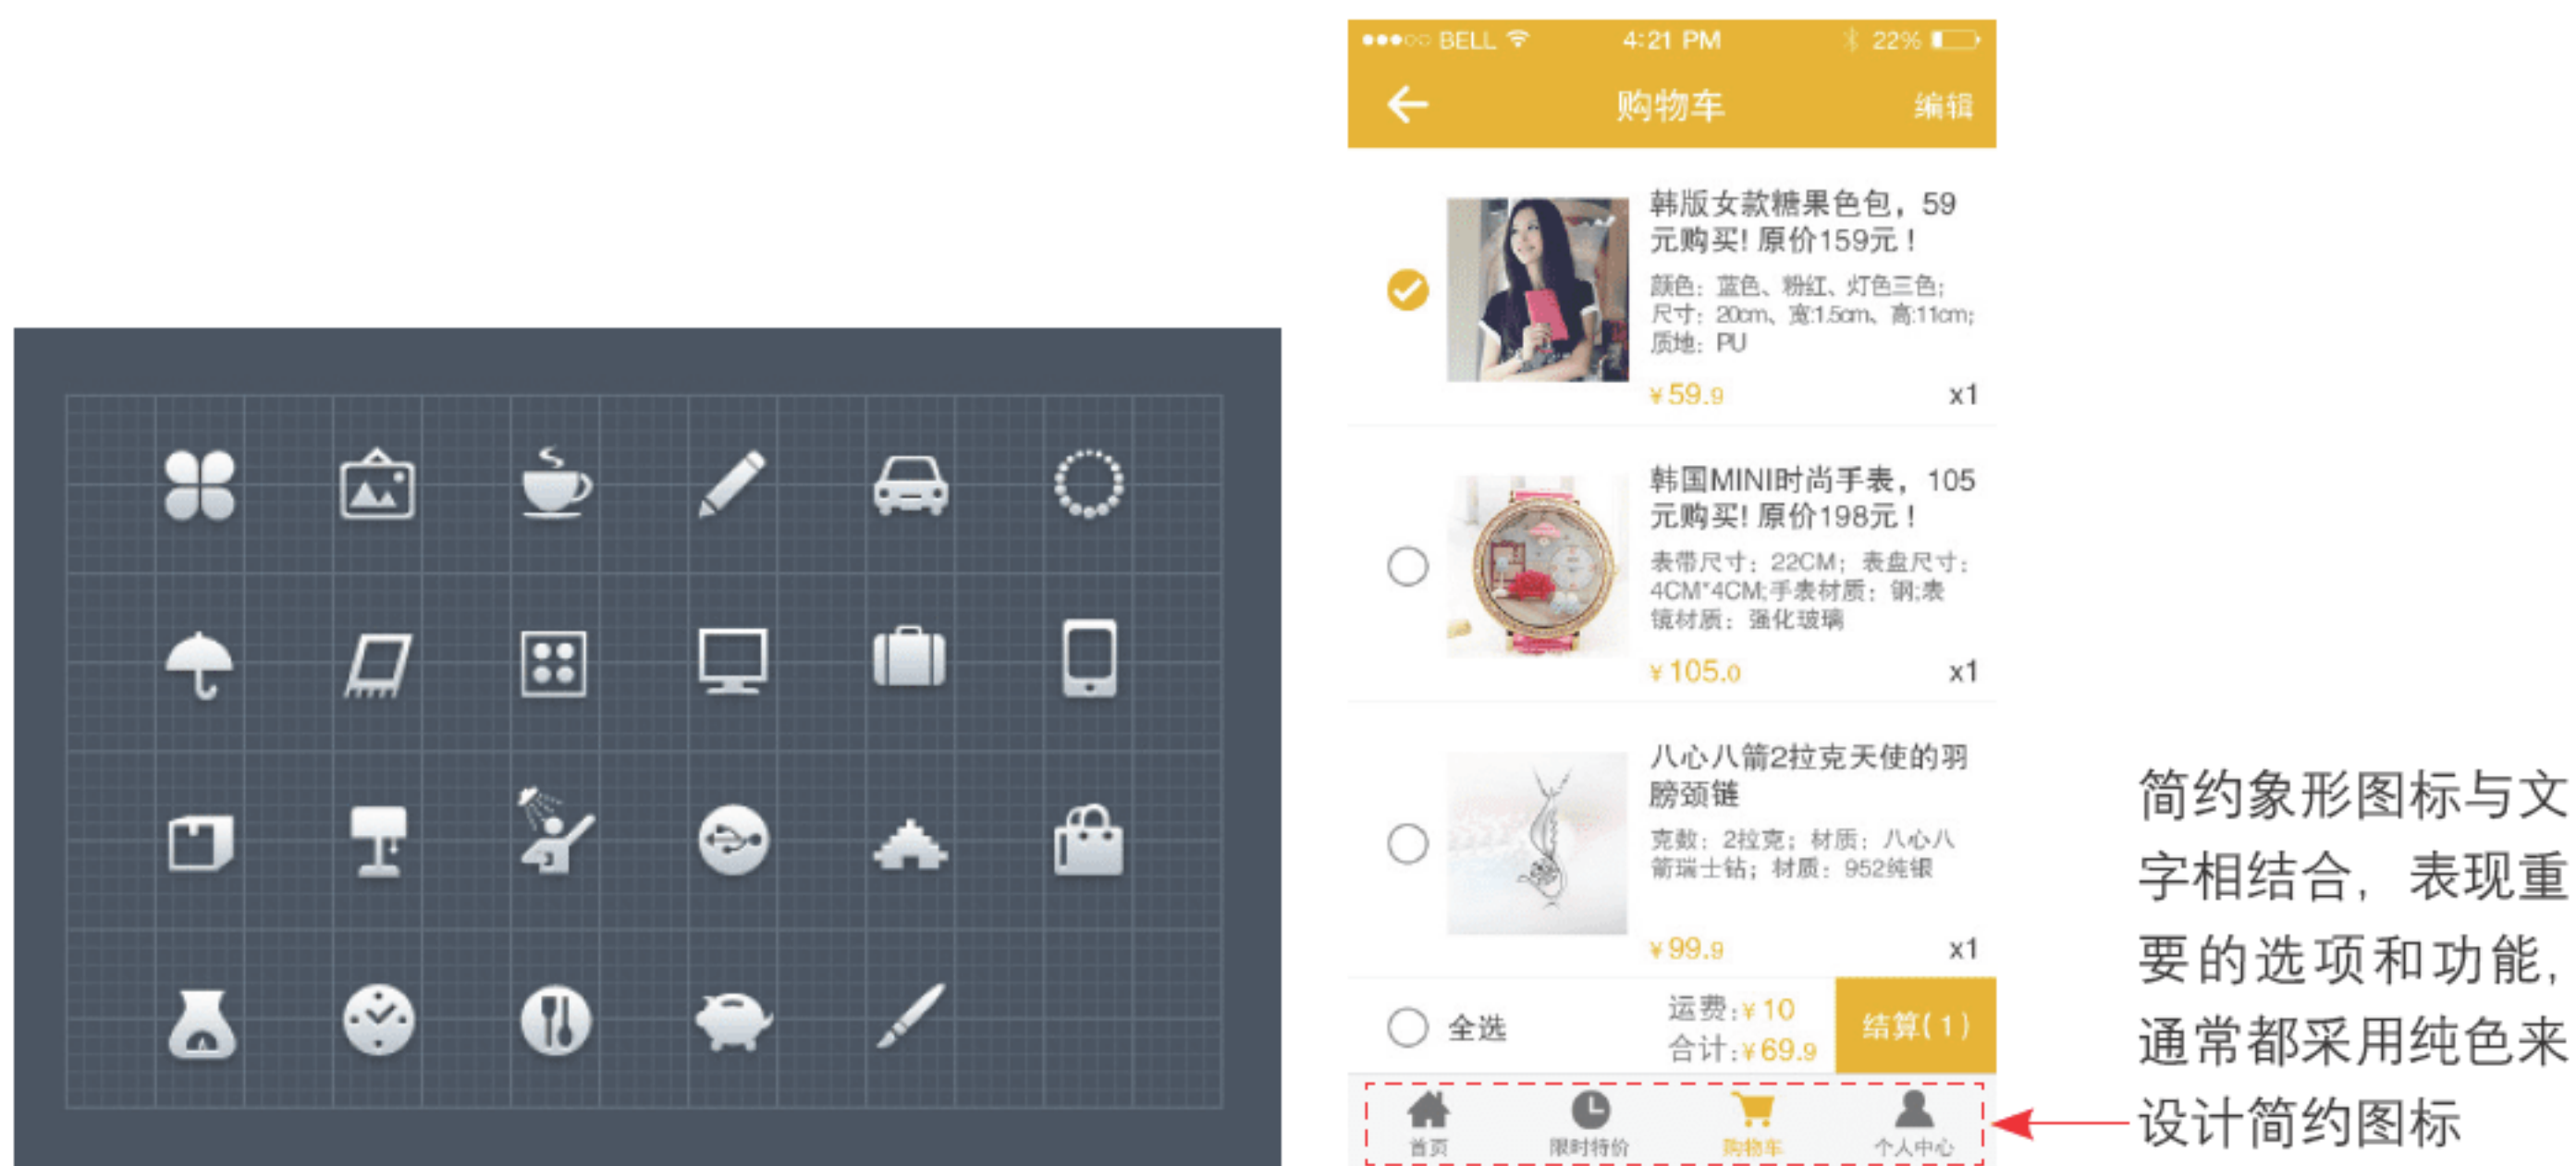 BELL 4:21 PM 22%
购物车 编辑
韩版女款糖果色包，59
元购买! 原价159元！
颜色：蓝色、粉红、灯色三色；
尺寸：20cm、宽:1.5cm、高:11cm；
质地：PU
¥59.9 x1
韩国MINI时尚手表，105
元购买! 原价198元！
表带尺寸：22CM；表盘尺寸：
4CM*4CM;手表材质：钢;表
镜材质：强化玻璃
¥105.0 x1
八心八箭2拉克天使的羽
膀颈链
克数：2拉克；材质：八心八
箭瑞士钻；材质：952纯银
¥99.9 x1
全选
运费:¥10
合计:¥69.9
结算(1)
首页 限时特价 购物车 个人中心
简约象形图标与文
字相结合，表现重
要的选项和功能，
通常都采用纯色来
设计简约图标